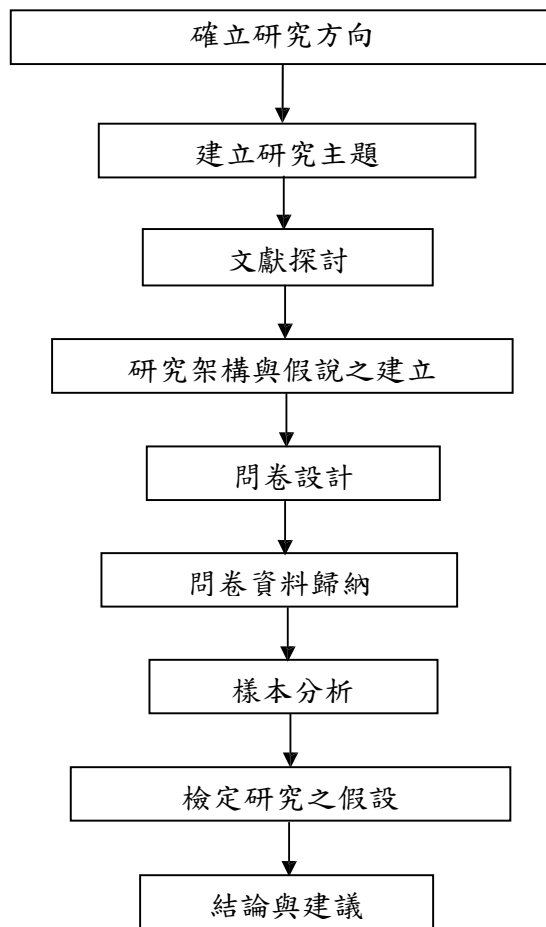 確立研究方向
建立研究主題
文獻探討
研究架構與假說之建立
問卷設計
問卷資料歸納
樣本分析
檢定研究之假設
結論與建議